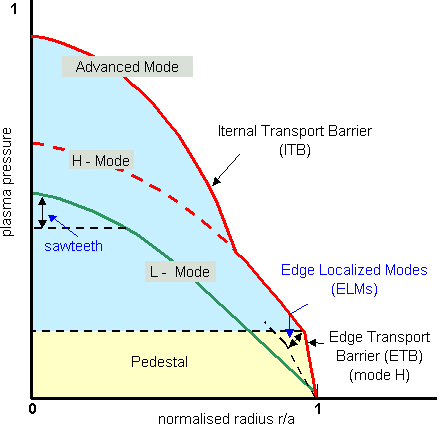 1
Advanced Mode
Iternal Transport Barrier
(ITB)
H - Mode
plasma pressure
sawteeth
L - Mode
Edge Localized Modes
(ELMs)
Edge Transport
Barrier (ETB)
(mode H)
Pedestal
0
1
normalised radius r/a